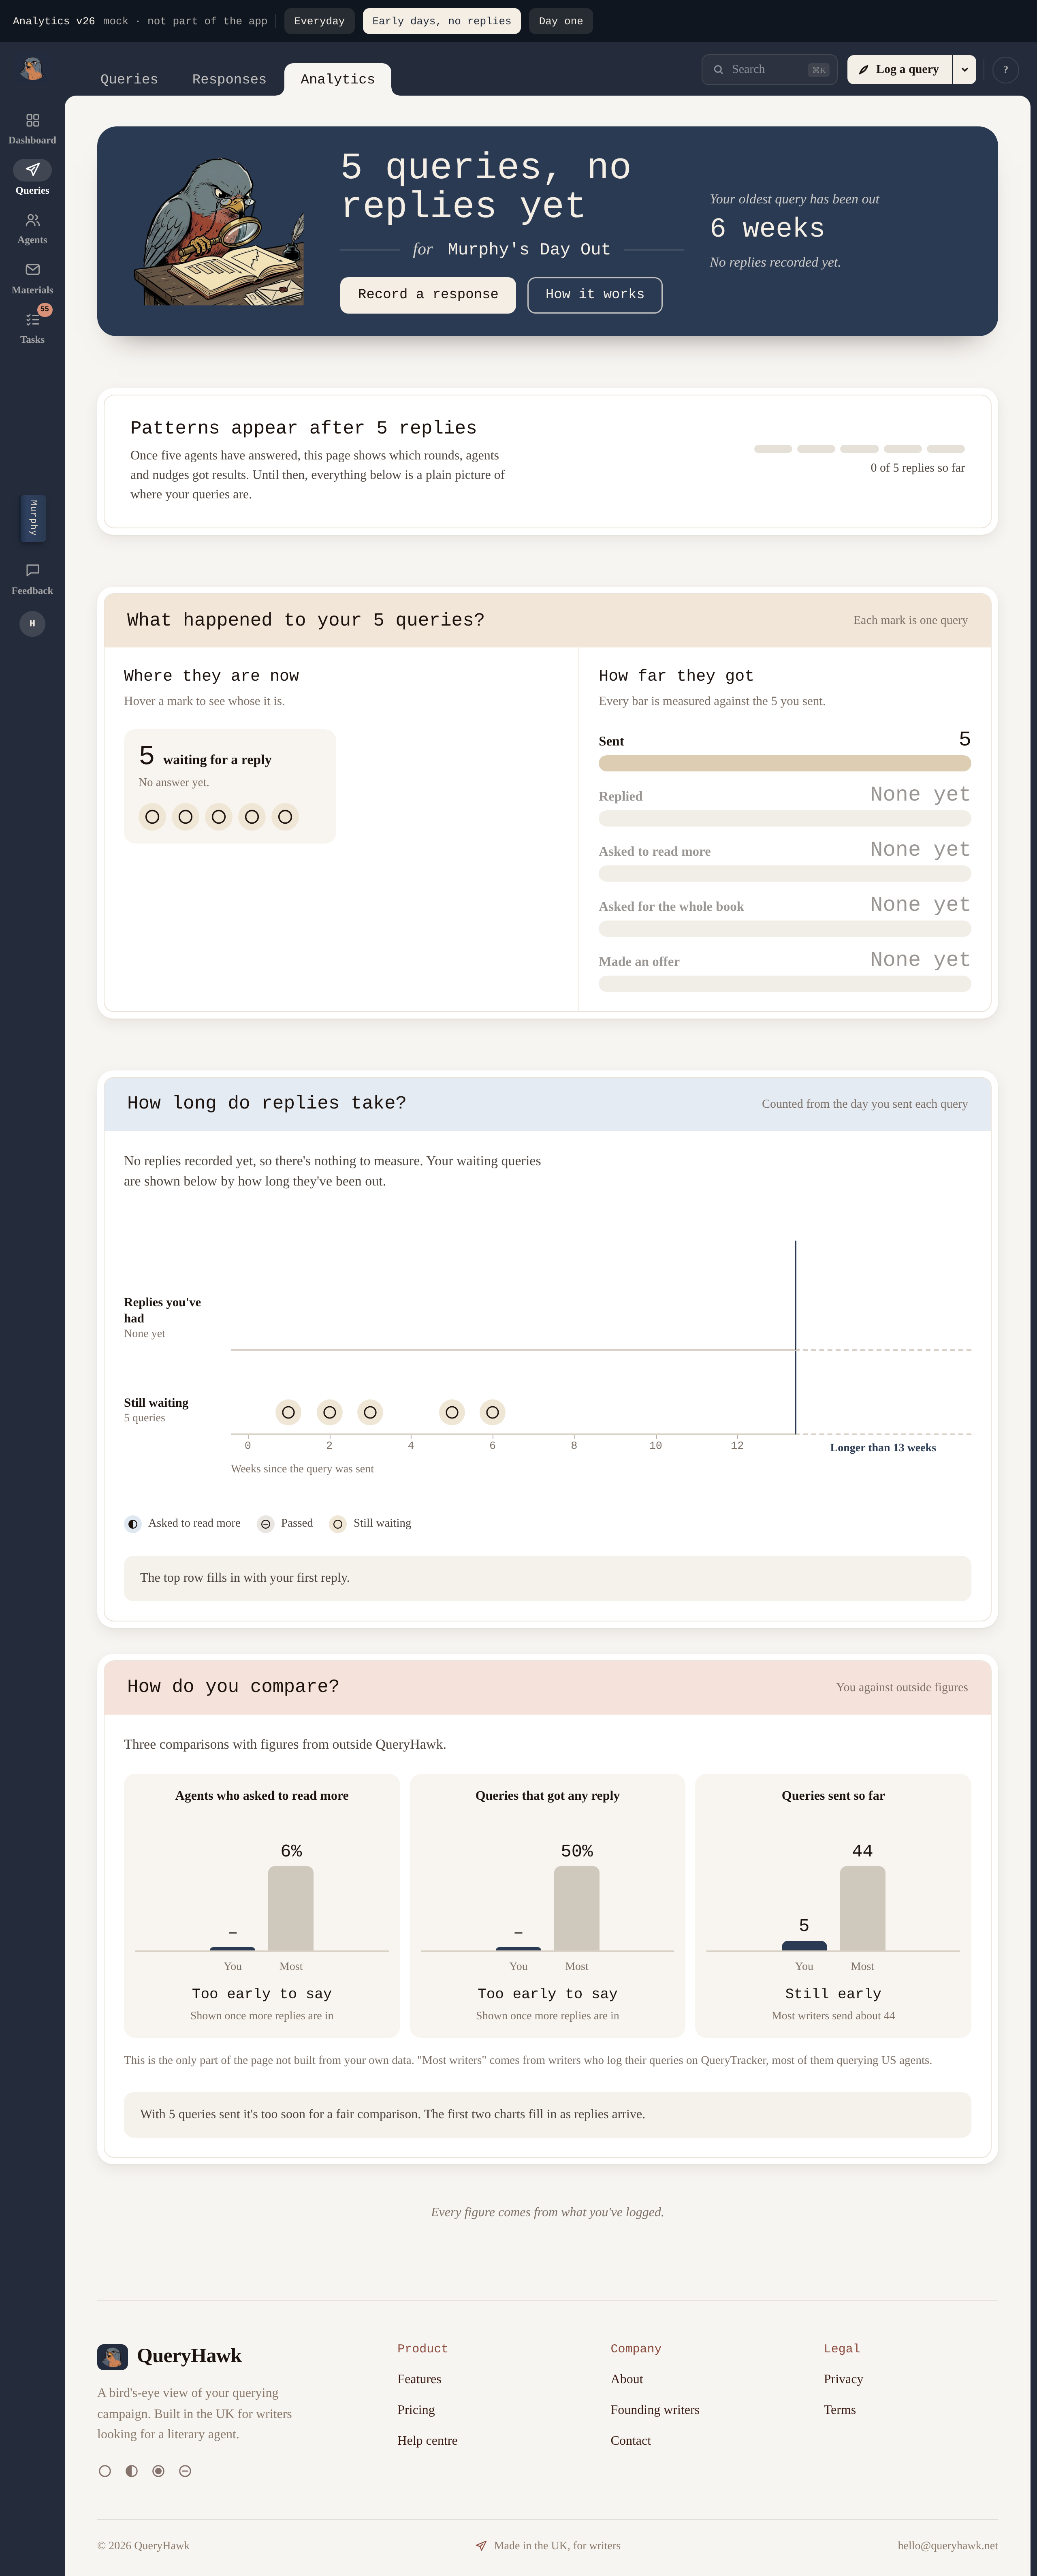 Analytics v26 mock · not part of the app Everyday Early days, no replies Day one
Queries Responses Analytics
Search ⌘K Log a query ?
Dashboard
Queries
Agents
Materials
55
Tasks
Murphy
Feedback
H
5 queries, no
replies yet
for Murphy's Day Out
Record a response How it works
Your oldest query has been out
6 weeks
No replies recorded yet.
Patterns appear after 5 replies
Once five agents have answered, this page shows which rounds, agents
and nudges got results. Until then, everything below is a plain picture of
where your queries are.
0 of 5 replies so far
What happened to your 5 queries?
Each mark is one query
Where they are now
Hover a mark to see whose it is.
5 waiting for a reply
No answer yet.
How far they got
Every bar is measured against the 5 you sent.
Sent 5
Replied None yet
Asked to read more None yet
Asked for the whole book None yet
Made an offer None yet
How long do replies take?
Counted from the day you sent each query
No replies recorded yet, so there's nothing to measure. Your waiting queries
are shown below by how long they've been out.
Replies you've
had
None yet
Still waiting
5 queries
0 2 4 6 8 10 12
Longer than 13 weeks
Weeks since the query was sent
Asked to read more Passed Still waiting
The top row fills in with your first reply.
How do you compare?
You against outside figures
Three comparisons with figures from outside QueryHawk.
Agents who asked to read more
–
6%
You Most
Too early to say
Shown once more replies are in
Queries that got any reply
–
50%
You Most
Too early to say
Shown once more replies are in
Queries sent so far
5
44
You Most
Still early
Most writers send about 44
This is the only part of the page not built from your own data. "Most writers" comes from writers who log their queries on QueryTracker, most of them querying US agents.
With 5 queries sent it's too soon for a fair comparison. The first two charts fill in as replies arrive.
Every figure comes from what you've logged.
QueryHawk
A bird's-eye view of your querying
campaign. Built in the UK for writers
looking for a literary agent.
Product
Features
Pricing
Help centre
Company
About
Founding writers
Contact
Legal
Privacy
Terms
© 2026 QueryHawk
Made in the UK, for writers
hello@queryhawk.net